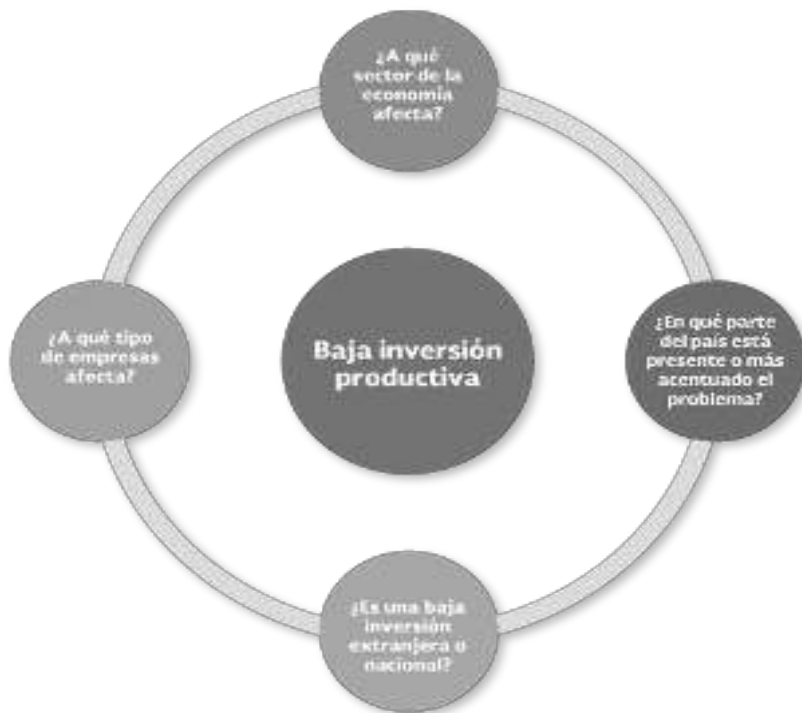 ¿A qué
sector de la
economía
afecta?
¿A qué tipo
de empresas
afecta?
Baja inversión
productiva
¿En qué parte
del país está
presente o más
acentuado el
problema?
¿Es una baja
inversión
extranjera o
nacional?